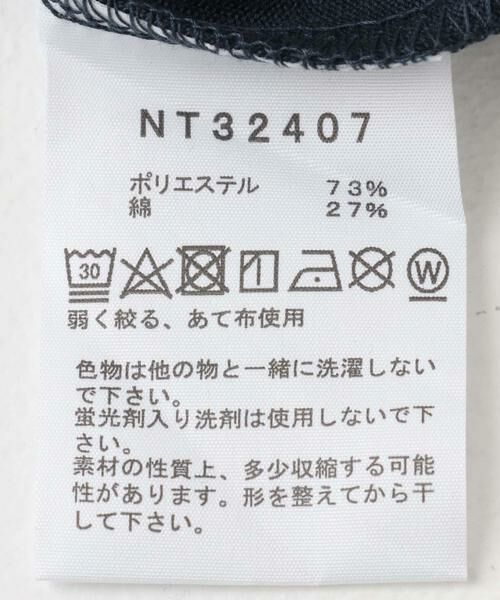 NT32407
ポリエステル 73%
綿 27%
30 W
弱く絞る、あて布使用
色物は他の物と一緒に洗濯しない
で下さい。
蛍光剤入り洗剤は使用しないで下
さい。
素材の性質上、多少収縮する可能
性があります。形を整えてから干
して下さい。